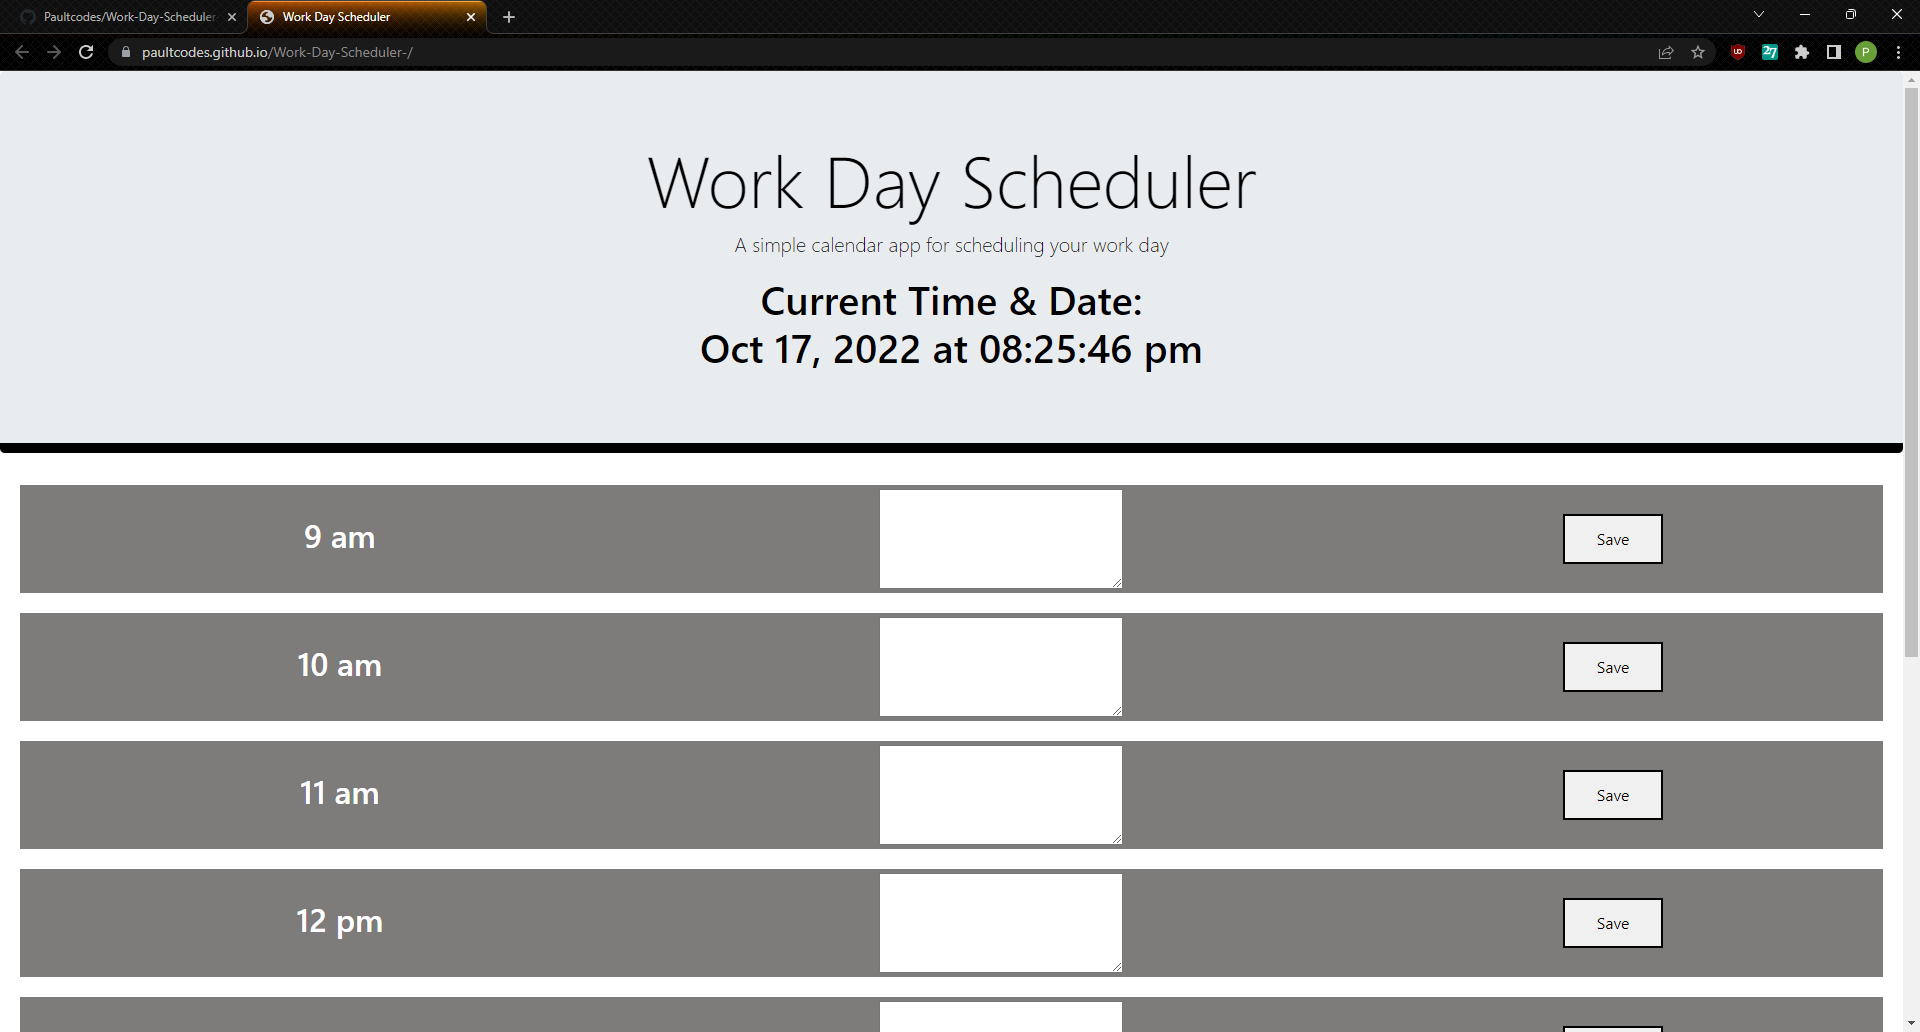 Paultcodes/Work-Day-Scheduler
Work Day Scheduler
paultcodes.github.io/Work-Day-Scheduler-/
27
P
Work Day Scheduler
A simple calendar app for scheduling your work day
Current Time & Date:
Oct 17, 2022 at 08:25:46 pm
9 am
Save
10 am
Save
11 am
Save
12 pm
Save